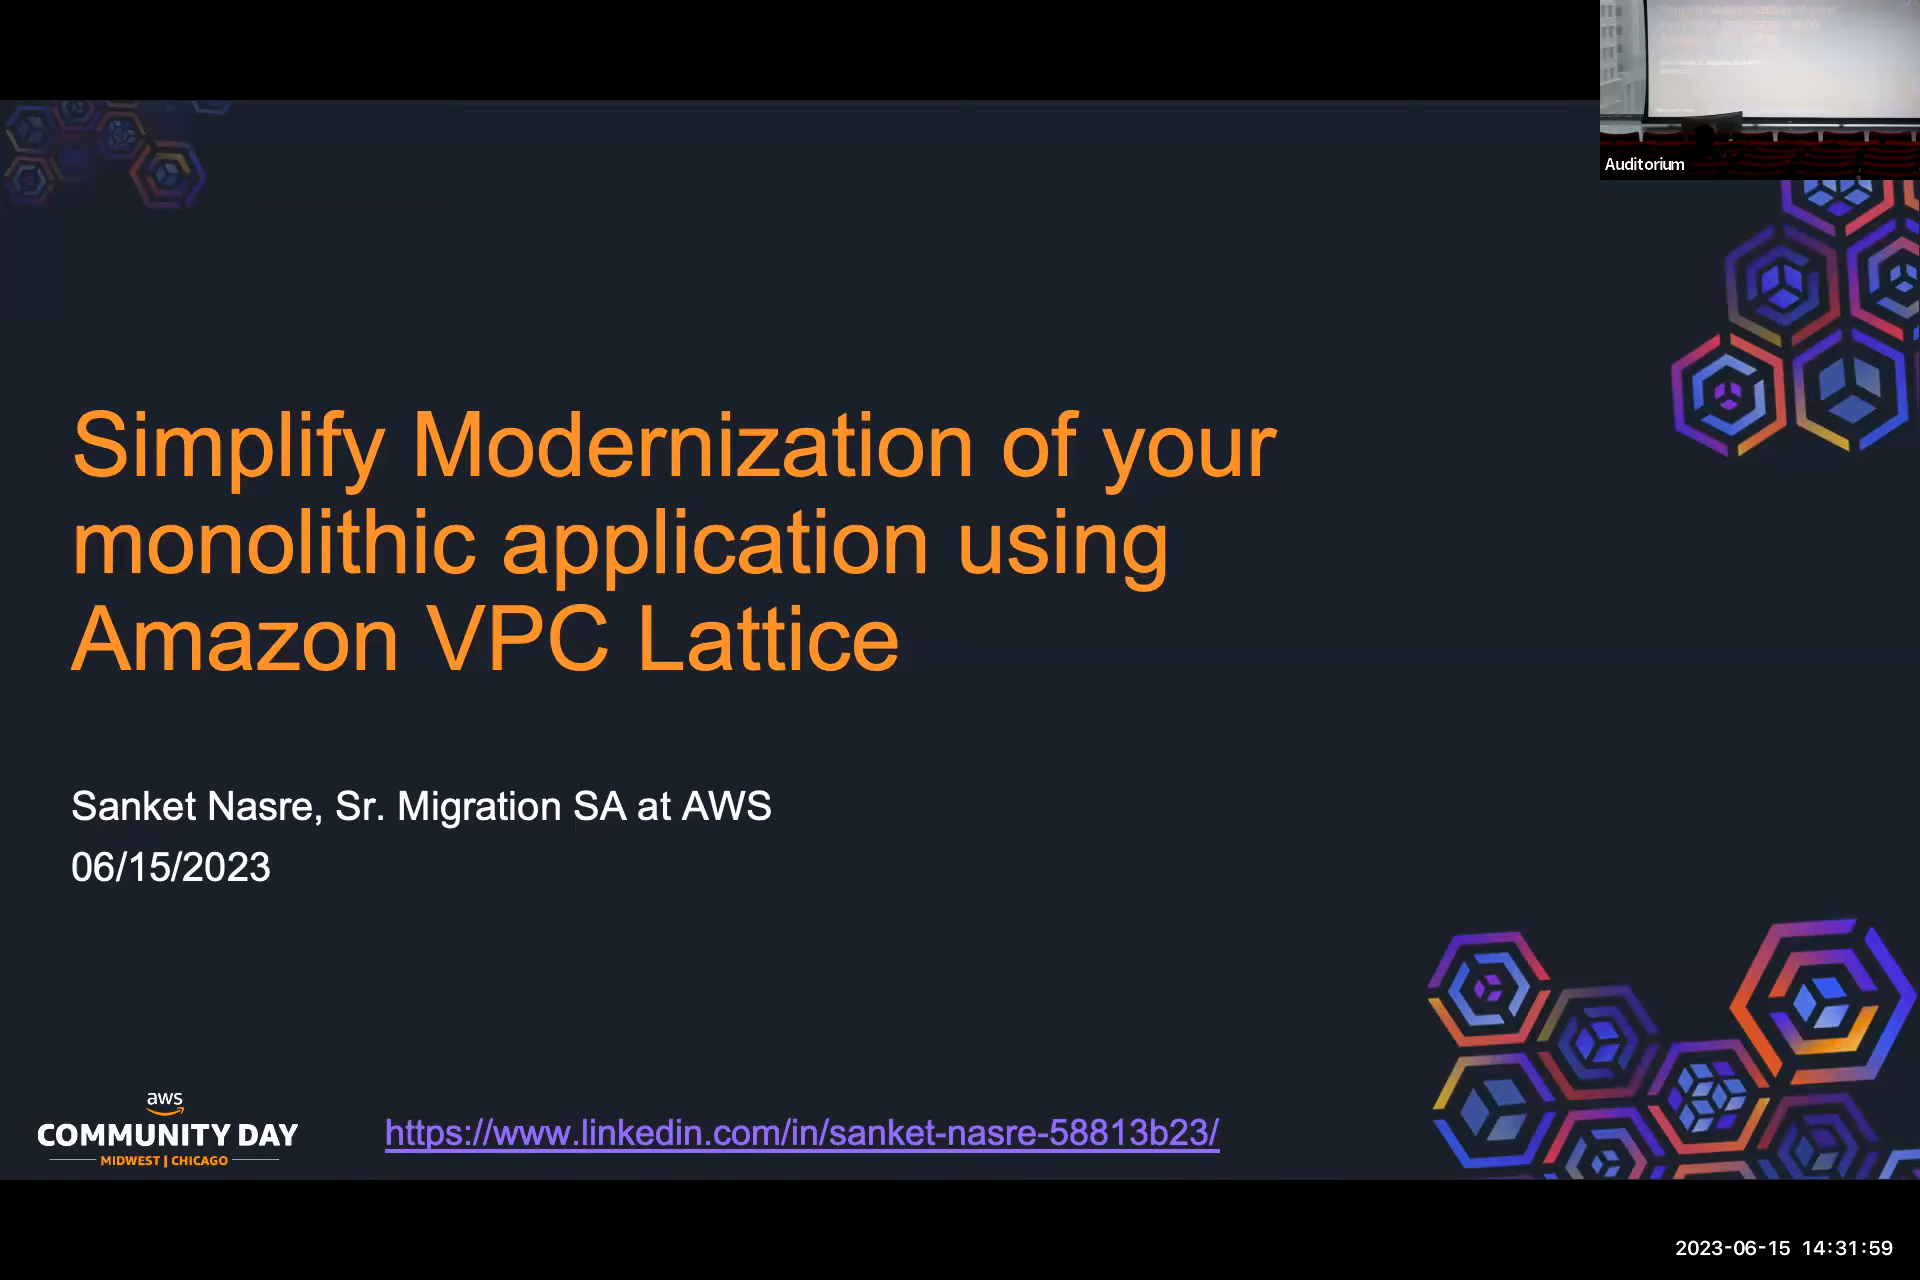 Auditorium
Simplify Modernization of your
monolithic application using
Amazon VPC Lattice
Sanket Nasre, Sr. Migration SA at AWS
06/15/2023
aws
COMMUNITY DAY
MIDWEST | CHICAGO
https://www.linkedin.com/in/sanket-nasre-58813b23/
2023-06-15 14:31:59